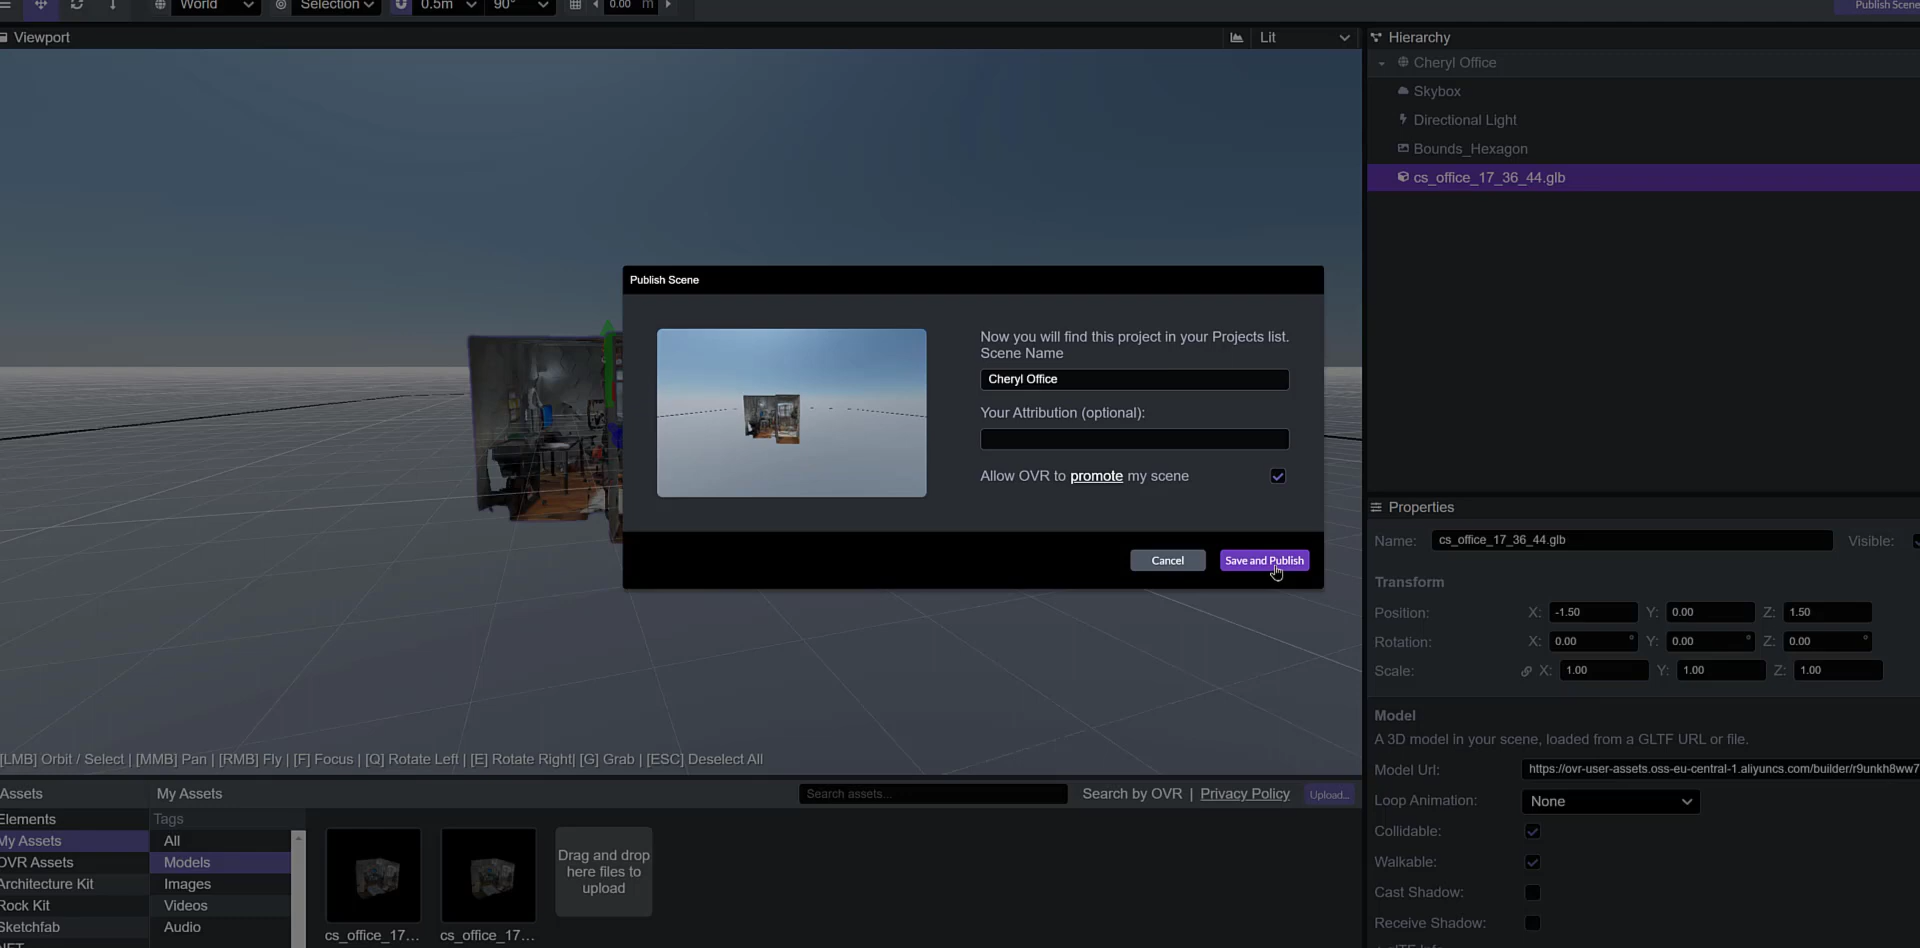 World
Selection
0.5m
90°
0.00 m
Publish Scene
Viewport
Lit
Hierarchy
Cheryl Office
Skybox
Directional Light
Bounds_Hexagon
cs_office_17_36_44.glb
Publish Scene
Now you will find this project in your Projects list.
Scene Name
Cheryl Office
Your Attribution (optional):
Allow OVR to promote my scene
Cancel
Save and Publish
Properties
Name: cs_office_17_36_44.glb Visible:
Transform
Position: X: -1.50 Y: 0.00 Z: 1.50
Rotation: X: 0.00 ° Y: 0.00 ° Z: 0.00 °
Scale: X: 1.00 Y: 1.00 Z: 1.00
Model
A 3D model in your scene, loaded from a GLTF URL or file.
Model Url: https://ovr-user-assets.oss-eu-central-1.aliyuncs.com/builder/r9unkh8ww7
Loop Animation: None
Collidable:
Walkable:
Cast Shadow:
Receive Shadow:
[LMB] Orbit / Select | [MMB] Pan | [RMB] Fly | [F] Focus | [Q] Rotate Left | [E] Rotate Right| [G] Grab | [ESC] Deselect All
Assets
My Assets
Search assets...
Search by OVR | Privacy Policy
Upload...
Elements
My Assets
OVR Assets
Architecture Kit
Rock Kit
Sketchfab
Tags
All
Models
Images
Videos
Audio
Drag and drop
here files to
upload
cs_office_17...
cs_office_17...